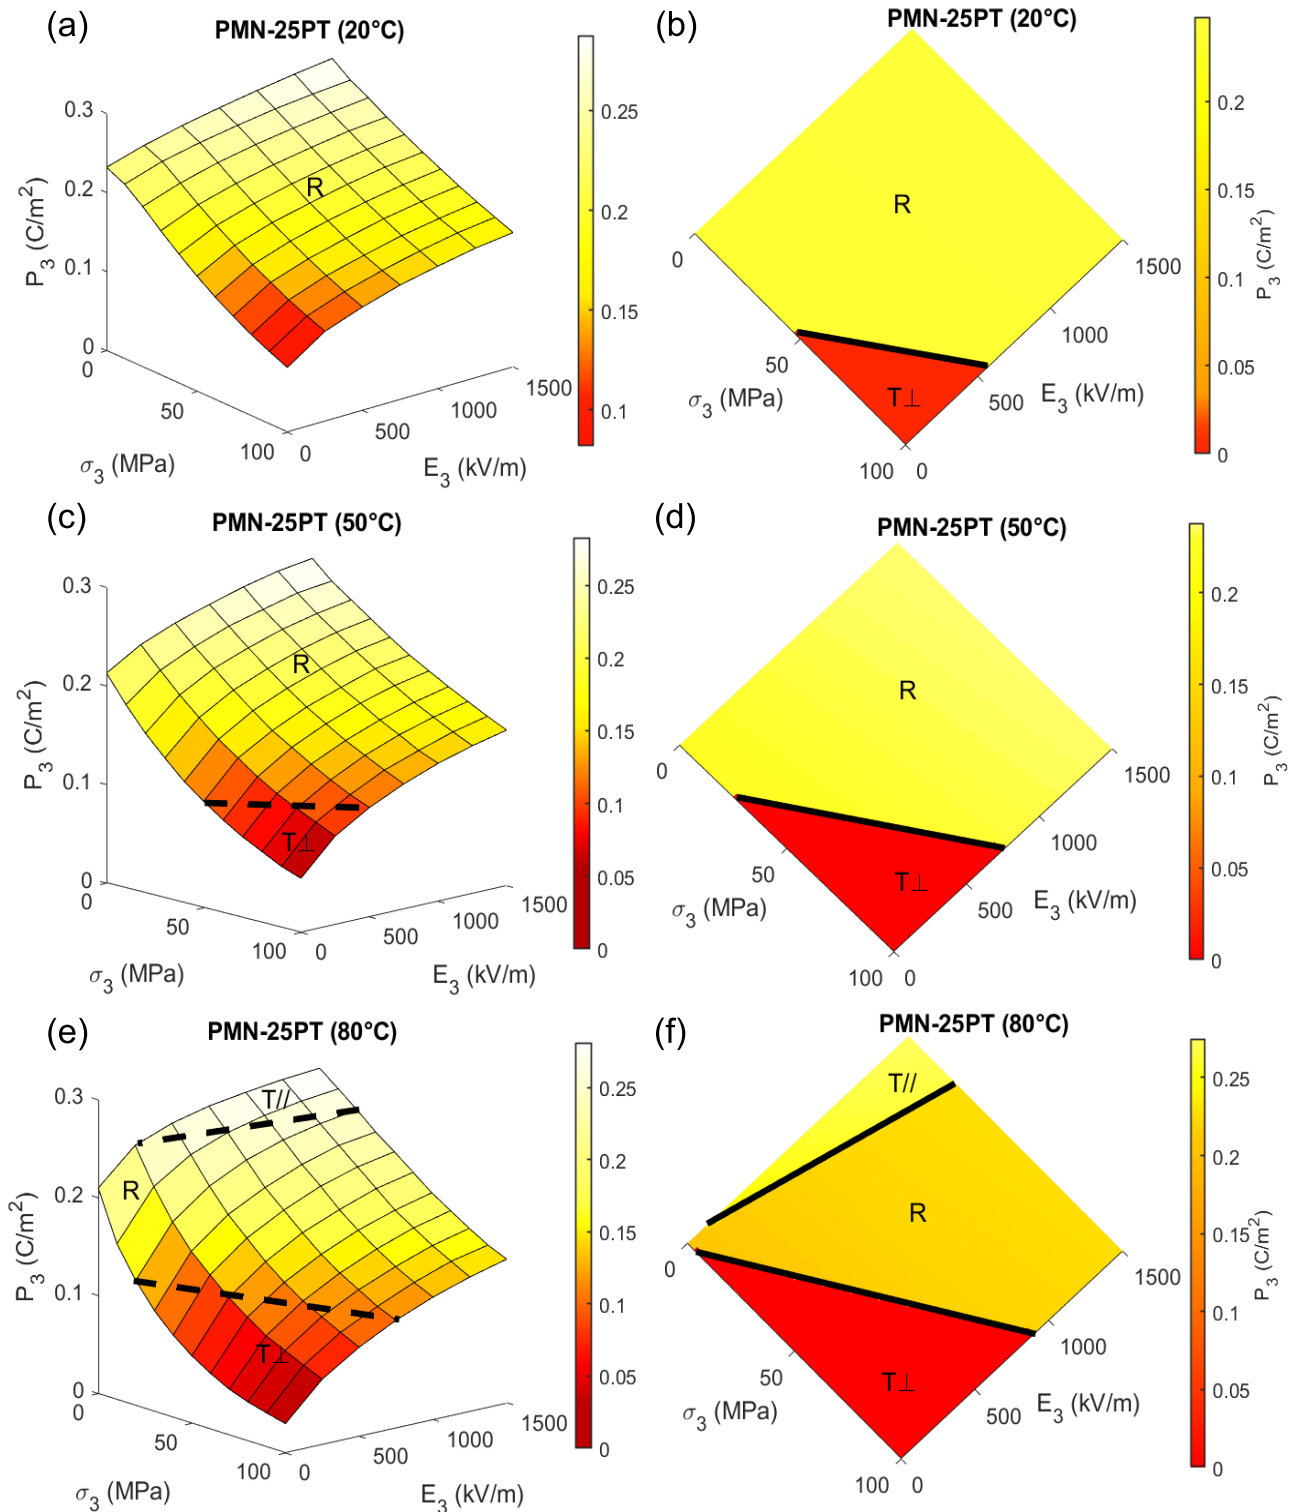 (a)
PMN-25PT (20°C)
P3 (C/m2)
0.3
0.2
0.1
0
0
50
100
σ3 (MPa)
0
500
1000
1500
E3 (kV/m)
R
0.25
0.2
0.15
0.1
(b)
PMN-25PT (20°C)
R
T⊥
0
50
100
σ3 (MPa)
0
500
1000
1500
E3 (kV/m)
0.2
0.15
0.1
0.05
0
P3 (C/m2)
(c)
PMN-25PT (50°C)
P3 (C/m2)
0.3
0.2
0.1
0
0
50
100
σ3 (MPa)
0
500
1000
1500
E3 (kV/m)
R
T⊥
0.25
0.2
0.15
0.1
0.05
0
(d)
PMN-25PT (50°C)
R
T⊥
0
50
100
σ3 (MPa)
0
500
1000
1500
E3 (kV/m)
0.2
0.15
0.1
0.05
0
P3 (C/m2)
(e)
PMN-25PT (80°C)
P3 (C/m2)
0.3
0.2
0.1
0
0
50
100
σ3 (MPa)
0
500
1000
1500
E3 (kV/m)
T//
R
T⊥
0.25
0.2
0.15
0.1
0.05
0
(f)
PMN-25PT (80°C)
T//
R
T⊥
0
50
100
σ3 (MPa)
0
500
1000
1500
E3 (kV/m)
0.25
0.2
0.15
0.1
0.05
0
P3 (C/m2)